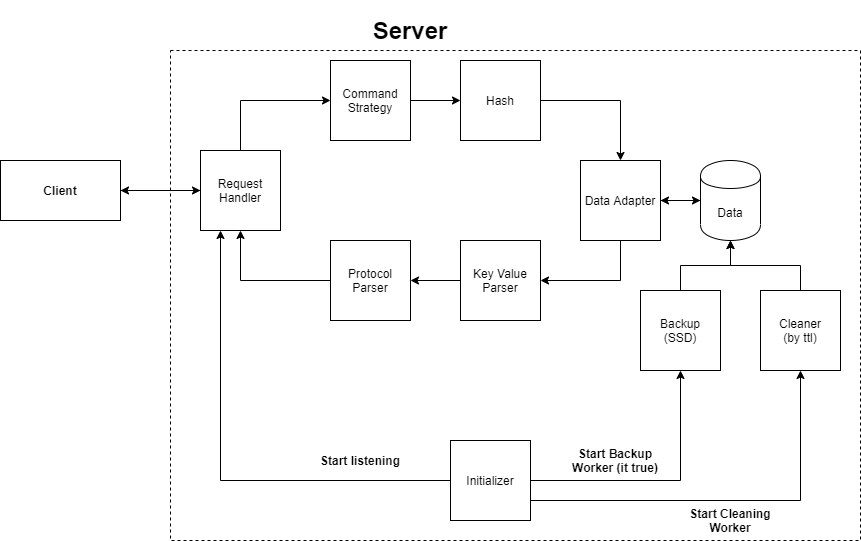 Server
Command
Strategy
Hash
Client
Request
Handler
Data Adapter
Data
Protocol
Parser
Key Value
Parser
Backup
(SSD)
Cleaner
(by ttl)
Start listening
Initializer
Start Backup
Worker (it true)
Start Cleaning
Worker